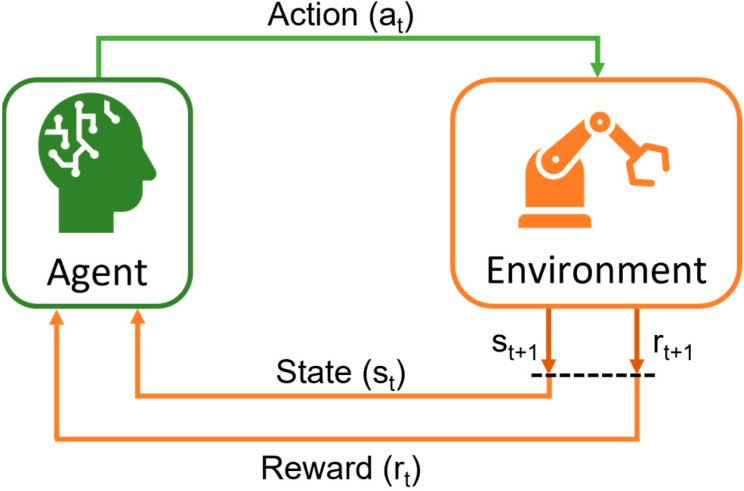 Action (aₜ)
Agent
Environment
sₜ₊₁
rₜ₊₁
State (sₜ)
Reward (rₜ)